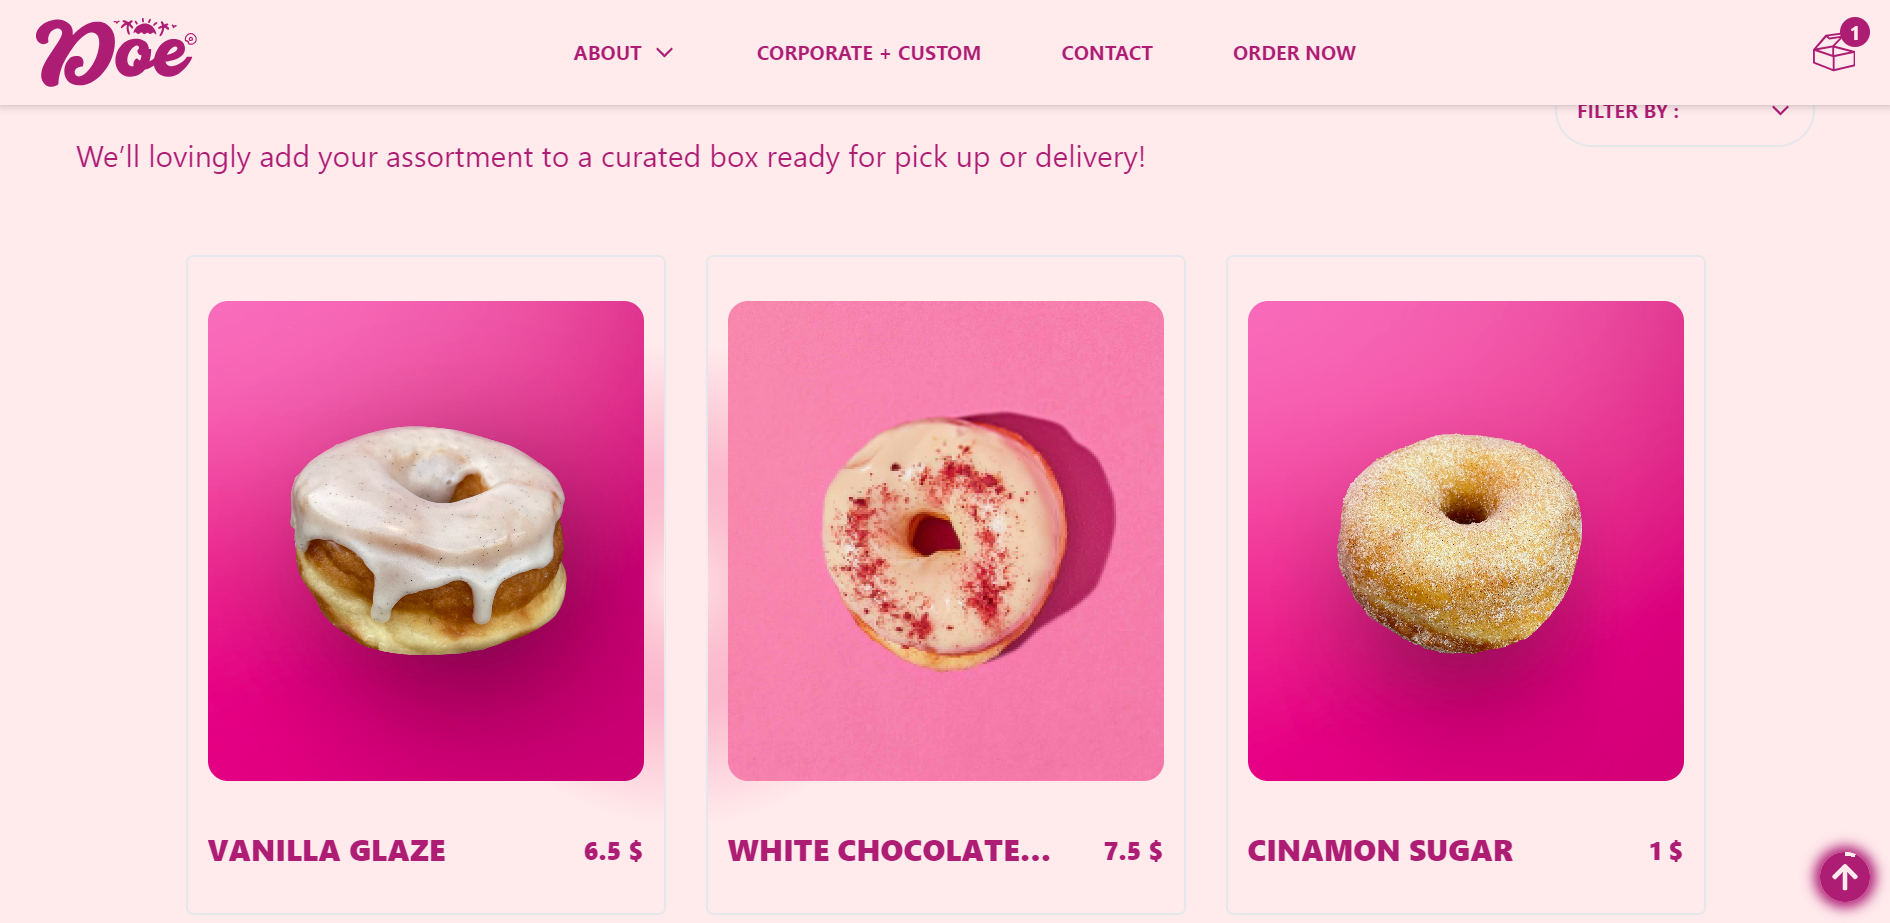 Doe
ABOUT
CORPORATE + CUSTOM
CONTACT
ORDER NOW
1
FILTER BY :
We'll lovingly add your assortment to a curated box ready for pick up or delivery!
VANILLA GLAZE
6.5 $
WHITE CHOCOLATE...
7.5 $
CINAMON SUGAR
1 $